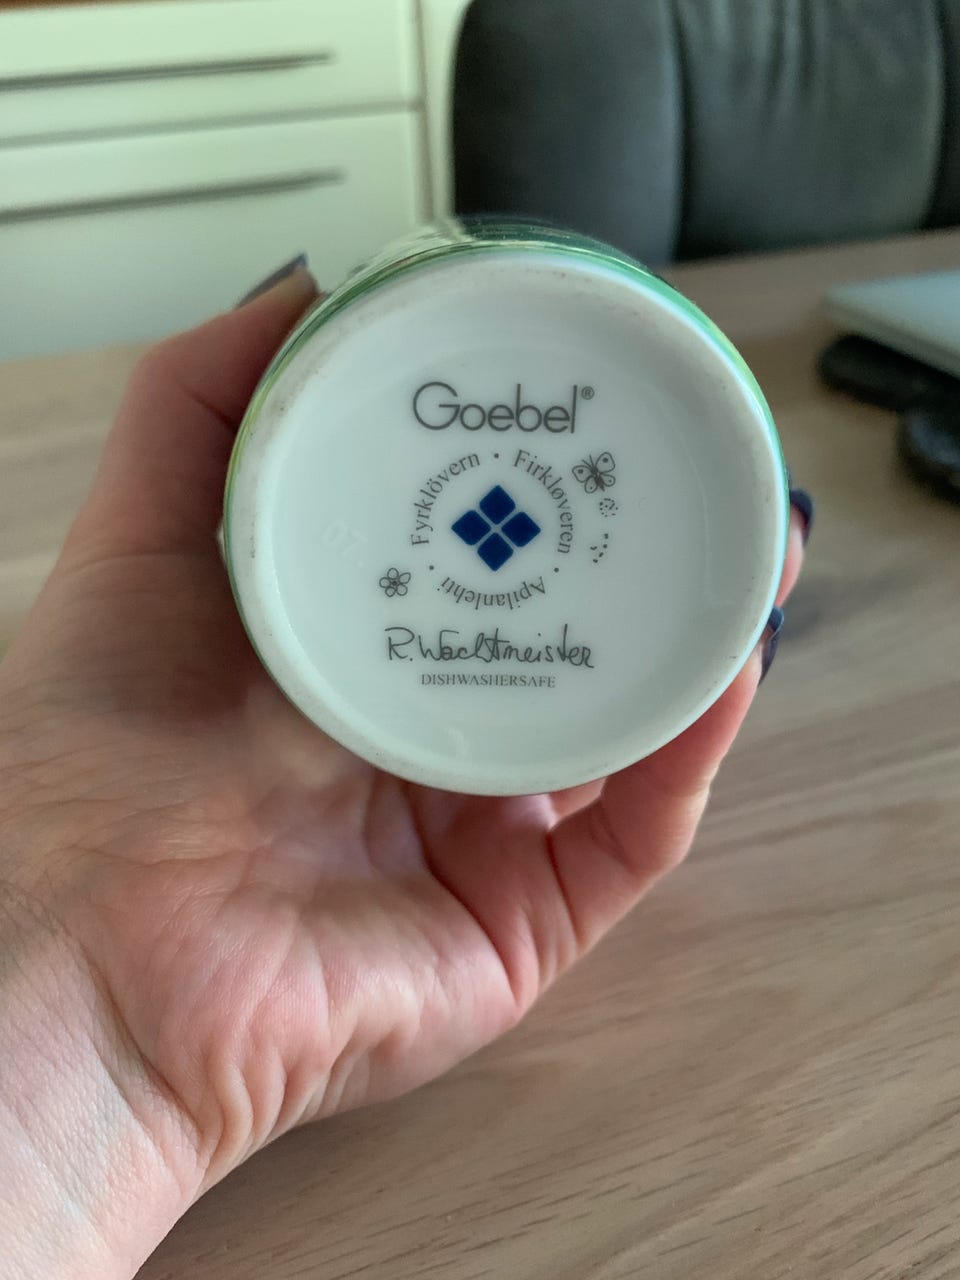 Goebel®
Fyrklövern • Firkløveren • Apilanlehti •
R. Wachtmeister
DISHWASHERSAFE